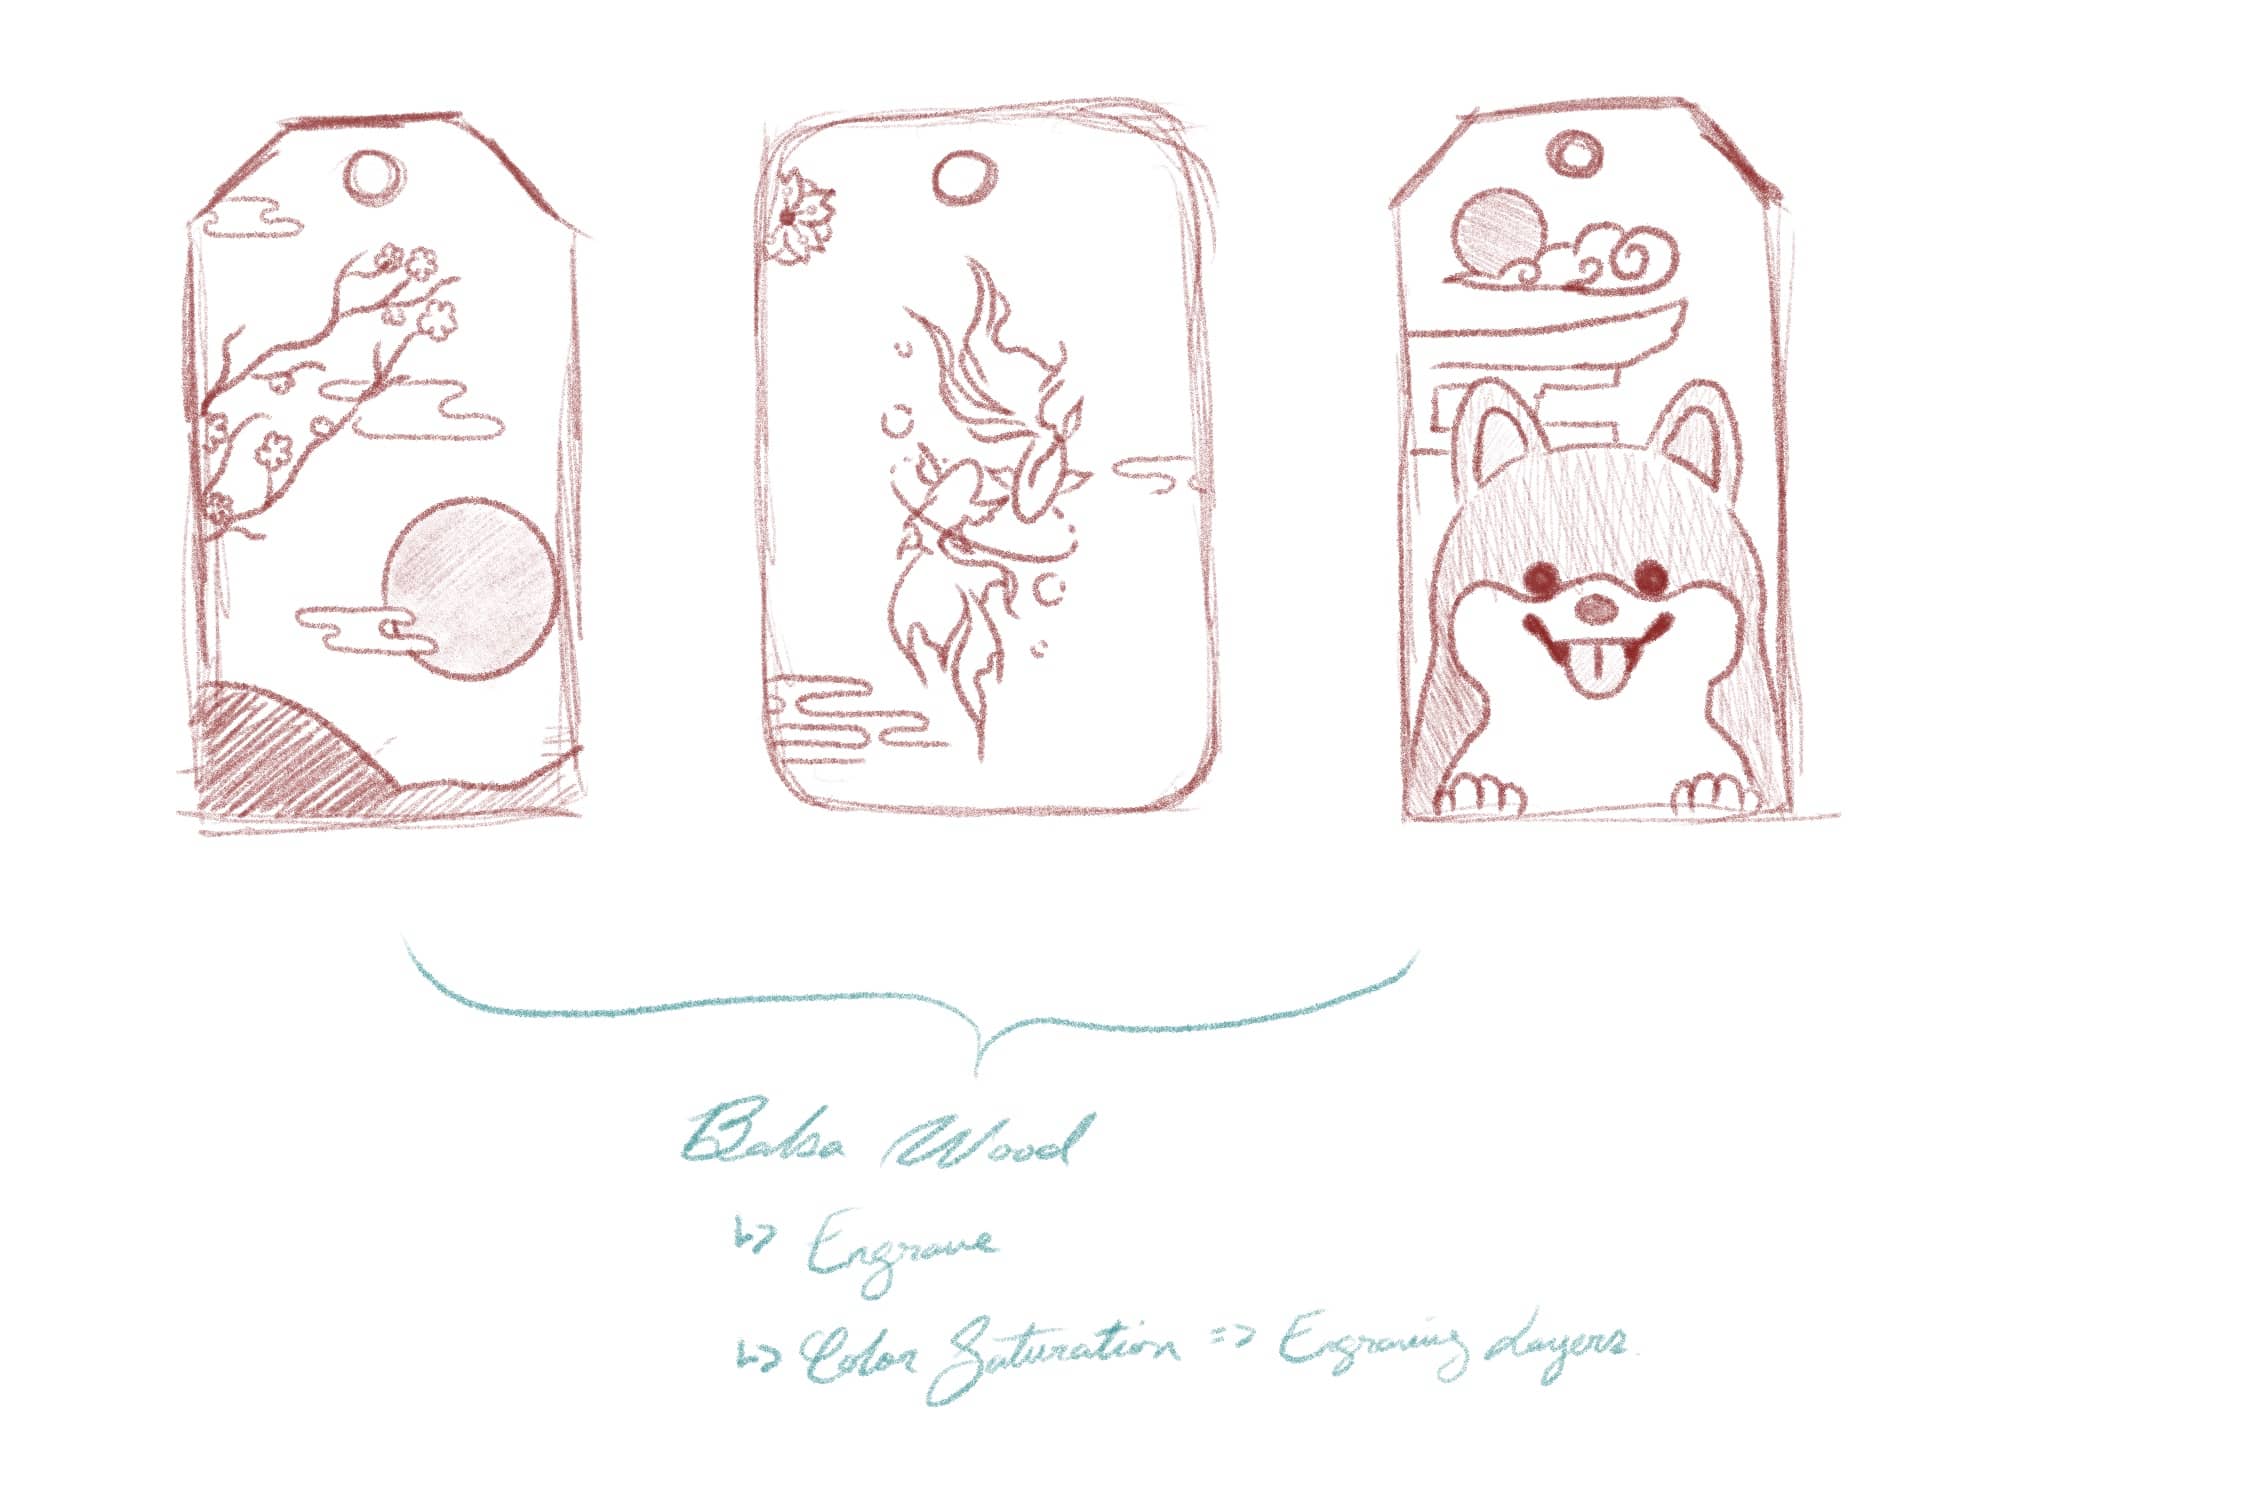 Balsa Wood
↳ Engrave
↳ Color Saturation => Engraving Layers.